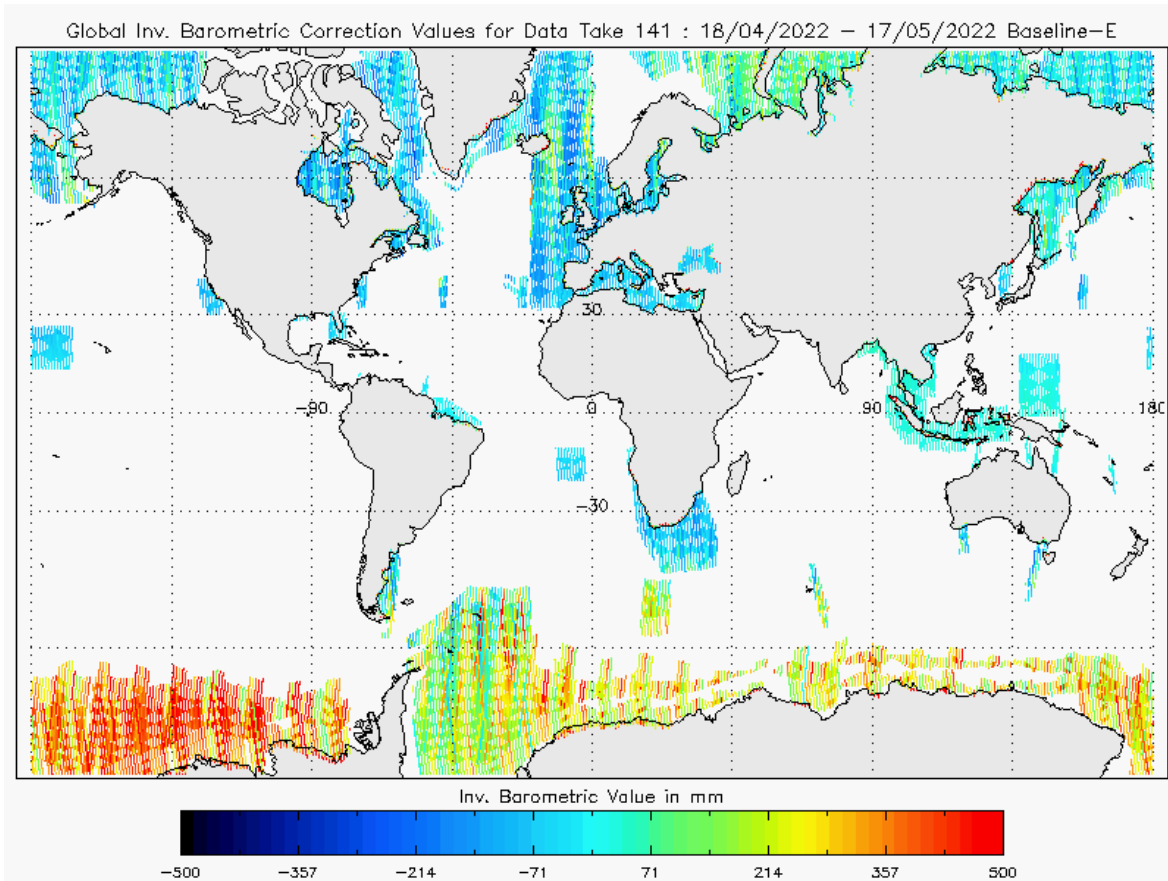 Global Inv. Barometric Correction Values for Data Take 141 : 18/04/2022 – 17/05/2022 Baseline-E
30
-90 0 90 180
-30
Inv. Barometric Value in mm
-500 -357 -214 -71 71 214 357 500